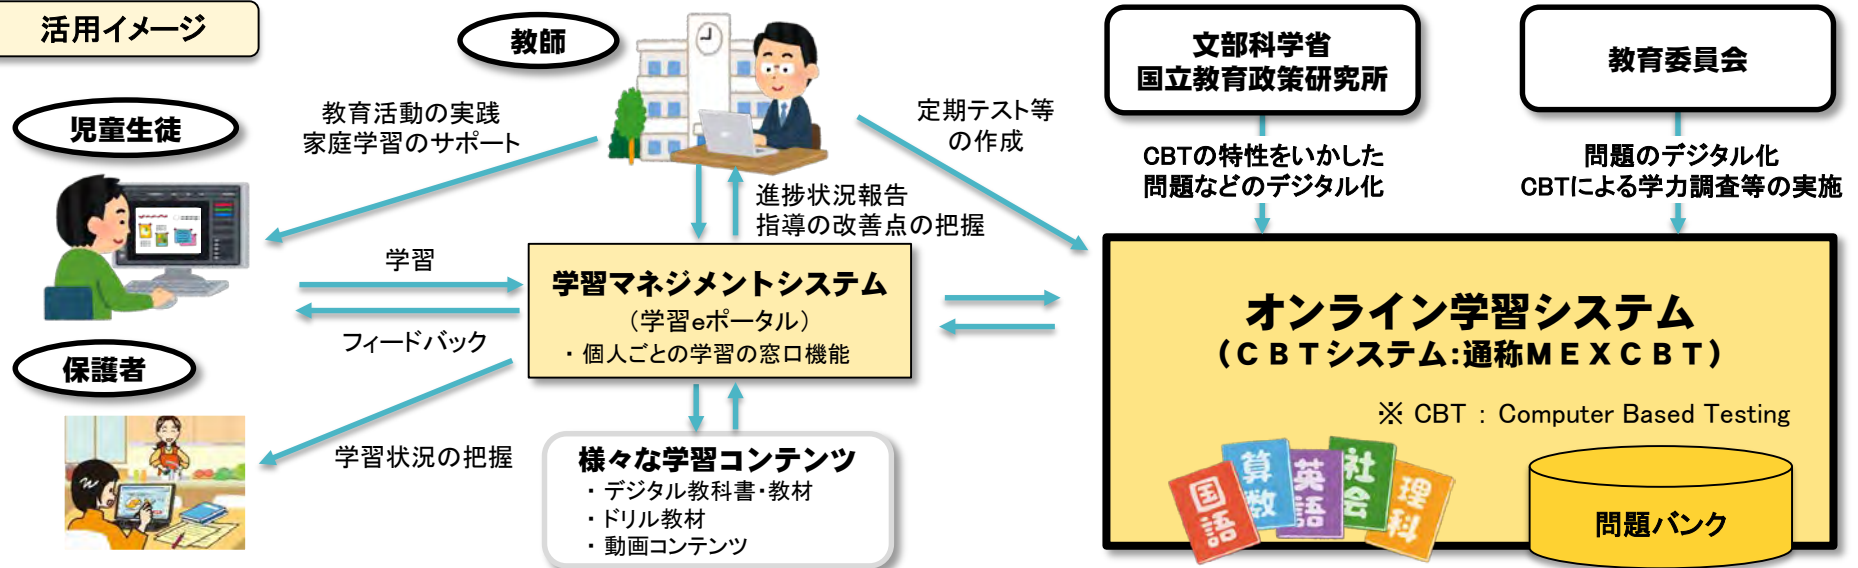 活用イメージ
教師
児童生徒
教育活動の実践
家庭学習のサポート
定期テスト等
の作成
進捗状況報告
指導の改善点の把握
文部科学省
国立教育政策研究所
教育委員会
CBTの特性をいかした
問題などのデジタル化
問題のデジタル化
CBTによる学力調査等の実施
学習
フィードバック
学習マネジメントシステム
（学習eポータル）
・個人ごとの学習の窓口機能
保護者
学習状況の把握
様々な学習コンテンツ
・デジタル教科書・教材
・ドリル教材
・動画コンテンツ
オンライン学習システム
（ＣＢＴシステム:通称ＭＥＸＣＢＴ）
※ CBT : Computer Based Testing
国語
算数
英語
社会
理科
問題バンク